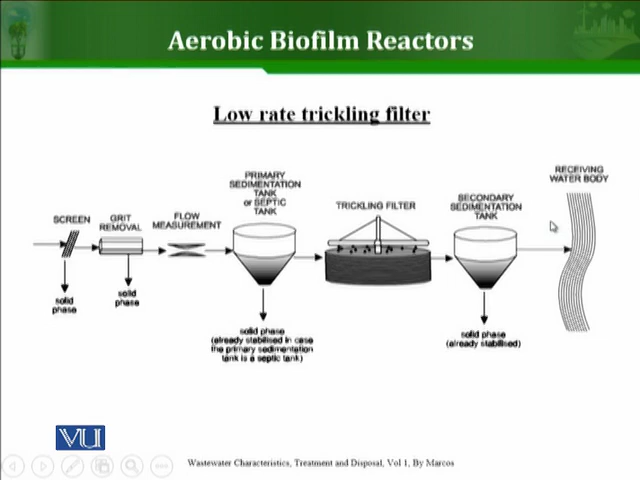 Aerobic Biofilm Reactors
Low rate trickling filter
SCREEN
GRIT
REMOVAL
FLOW
MEASUREMENT
PRIMARY
SEDIMENTATION
TANK
or SEPTIC
TANK
TRICKLING FILTER
SECONDARY
SEDIMENTATION
TANK
RECEIVING
WATER BODY
solid
phase
solid
phase
solid phase
(already stabilised in case
the primary sedimentation
tank is a septic tank)
solid phase
(already stabilised)
VU
Wastewater Characteristics, Treatment and Disposal, Vol 1, By Marcos